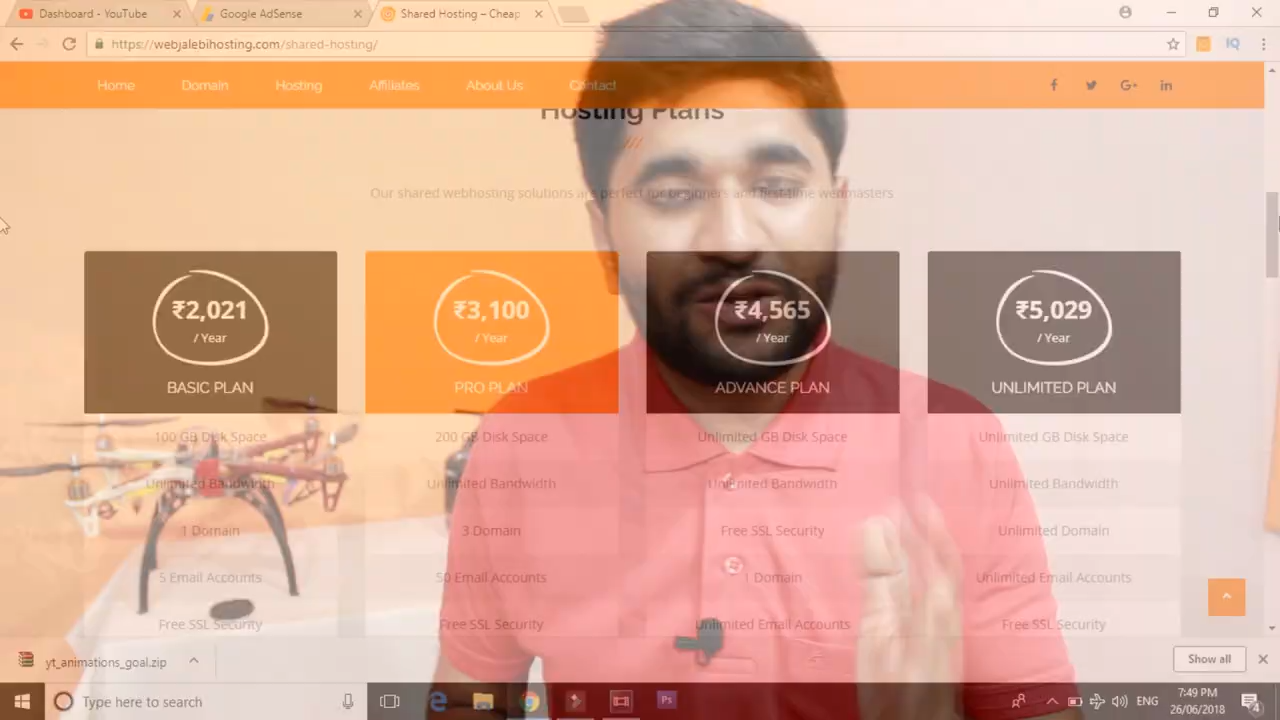 Dashboard - YouTube
Google AdSense
Shared Hosting – Cheap
https://webjalebihosting.com/shared-hosting/
IQ
Home Domain Hosting Affiliates About Us Contact
Hosting Plans
Our shared webhosting solutions are perfect for beginners and first-time webmasters
₹2,021 ₹3,100 ₹4,565 ₹5,029
/ Year / Year / Year / Year
BASIC PLAN PRO PLAN ADVANCE PLAN UNLIMITED PLAN
100 GB Disk Space 200 GB Disk Space Unlimited GB Disk Space Unlimited GB Disk Space
Unlimited Bandwidth Unlimited Bandwidth Unlimited Bandwidth Unlimited Bandwidth
1 Domain 3 Domain Free SSL Security Unlimited Domain
5 Email Accounts 50 Email Accounts 1 Domain Unlimited Email Accounts
Free SSL Security Free SSL Security Unlimited Email Accounts Free SSL Security
yt_animations_goal.zip
Show all
Type here to search
Ps
ENG
7:49 PM
26/06/2018
4